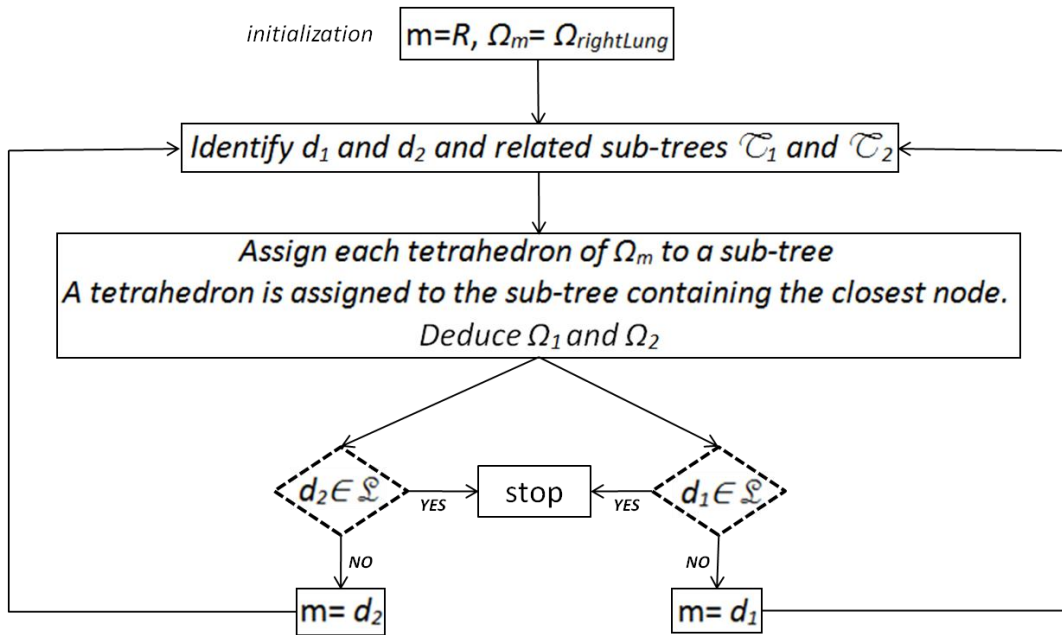 initialization
m=R, Ωm= ΩrightLung
Identify d1 and d2 and related sub-trees 𝒯1 and 𝒯2
Assign each tetrahedron of Ωm to a sub-tree
A tetrahedron is assigned to the sub-tree containing the closest node.
Deduce Ω1 and Ω2
d2∈ 𝔏
YES
stop
YES
d1∈ 𝔏
NO
NO
m= d2
m= d1